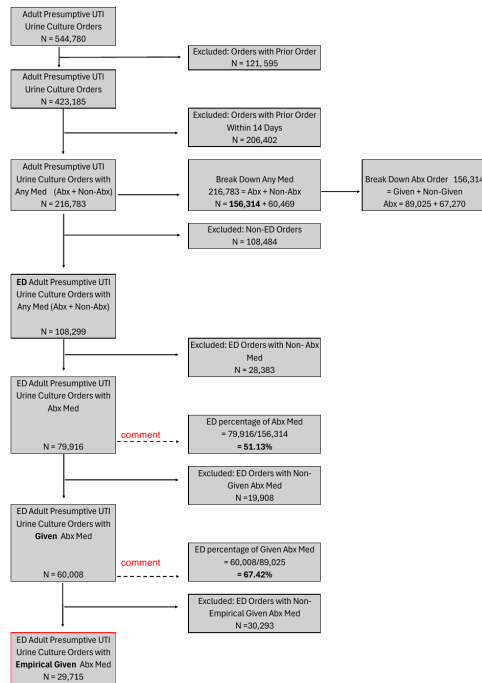 Adult Presumptive UTI
Urine Culture Orders
N = 544,780
Excluded: Orders with Prior Order
N = 121, 595
Adult Presumptive UTI
Urine Culture Orders
N = 423,185
Excluded: Orders with Prior Order
Within 14 Days
N = 206,402
Adult Presumptive UTI
Urine Culture Orders with
Any Med (Abx + Non-Abx)
N = 216,783
Break Down Any Med
216,783 = Abx + Non-Abx
N = 156,314 + 60,469
Break Down Abx Order 156,314
= Given + Non-Given
Abx = 89,025 + 67,270
Excluded: Non-ED Orders
N = 108,484
ED Adult Presumptive UTI
Urine Culture Orders with
Any Med (Abx + Non-Abx)
N = 108,299
Excluded: ED Orders with Non- Abx
Med
N = 28,383
ED Adult Presumptive UTI
Urine Culture Orders with
Abx Med
N = 79,916
comment
ED percentage of Abx Med
= 79,916/156,314
= 51.13%
Excluded: ED Orders with Non-
Given Abx Med
N =19,908
ED Adult Presumptive UTI
Urine Culture Orders with
Given Abx Med
N = 60,008
comment
ED percentage of Given Abx Med
= 60,008/89,025
= 67.42%
Excluded: ED Orders with Non-
Empirical Given Abx Med
N =30,293
ED Adult Presumptive UTI
Urine Culture Orders with
Empirical Given Abx Med
N = 29,715